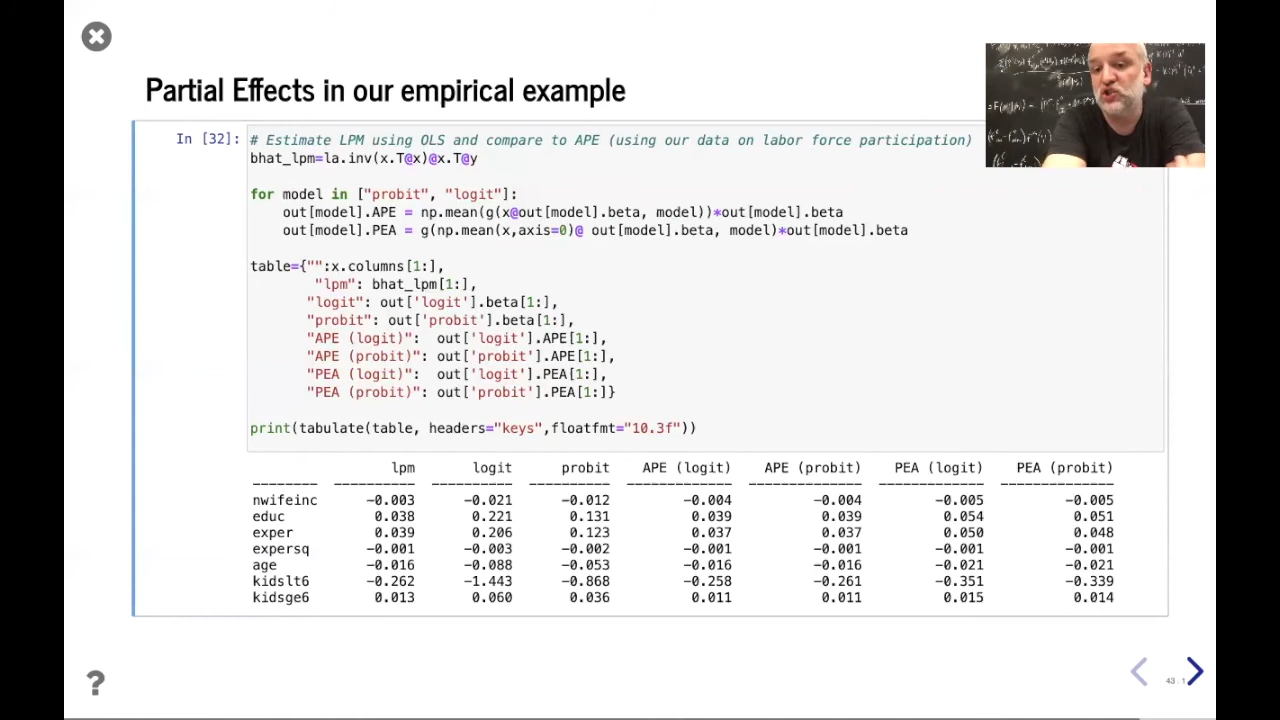 Partial Effects in our empirical example
In [32]:
# Estimate LPM using OLS and compare to APE (using our data on labor force participation)
bhat_lpm=la.inv(x.T@x)@x.T@y
for model in ["probit", "logit"]:
    out[model].APE = np.mean(g(x@out[model].beta, model))*out[model].beta
    out[model].PEA = g(np.mean(x,axis=0)@ out[model].beta, model)*out[model].beta
table={"":x.columns[1:],
        "lpm": bhat_lpm[1:],
       "logit": out['logit'].beta[1:],
       "probit": out['probit'].beta[1:],
       "APE (logit)":  out['logit'].APE[1:],
       "APE (probit)": out['probit'].APE[1:],
       "PEA (logit)":  out['logit'].PEA[1:],
       "PEA (probit)": out['probit'].PEA[1:]}
print(tabulate(table, headers="keys",floatfmt="10.3f"))
lpm logit probit APE (logit) APE (probit) PEA (logit) PEA (probit)
nwifeinc -0.003 -0.021 -0.012 -0.004 -0.004 -0.005 -0.005
educ 0.038 0.221 0.131 0.039 0.039 0.054 0.051
exper 0.039 0.206 0.123 0.037 0.037 0.050 0.048
expersq -0.001 -0.003 -0.002 -0.001 -0.001 -0.001 -0.001
age -0.016 -0.088 -0.053 -0.016 -0.016 -0.021 -0.021
kidslt6 -0.262 -1.443 -0.868 -0.258 -0.261 -0.351 -0.339
kidsge6 0.013 0.060 0.036 0.011 0.011 0.015 0.014
?
43 . 1